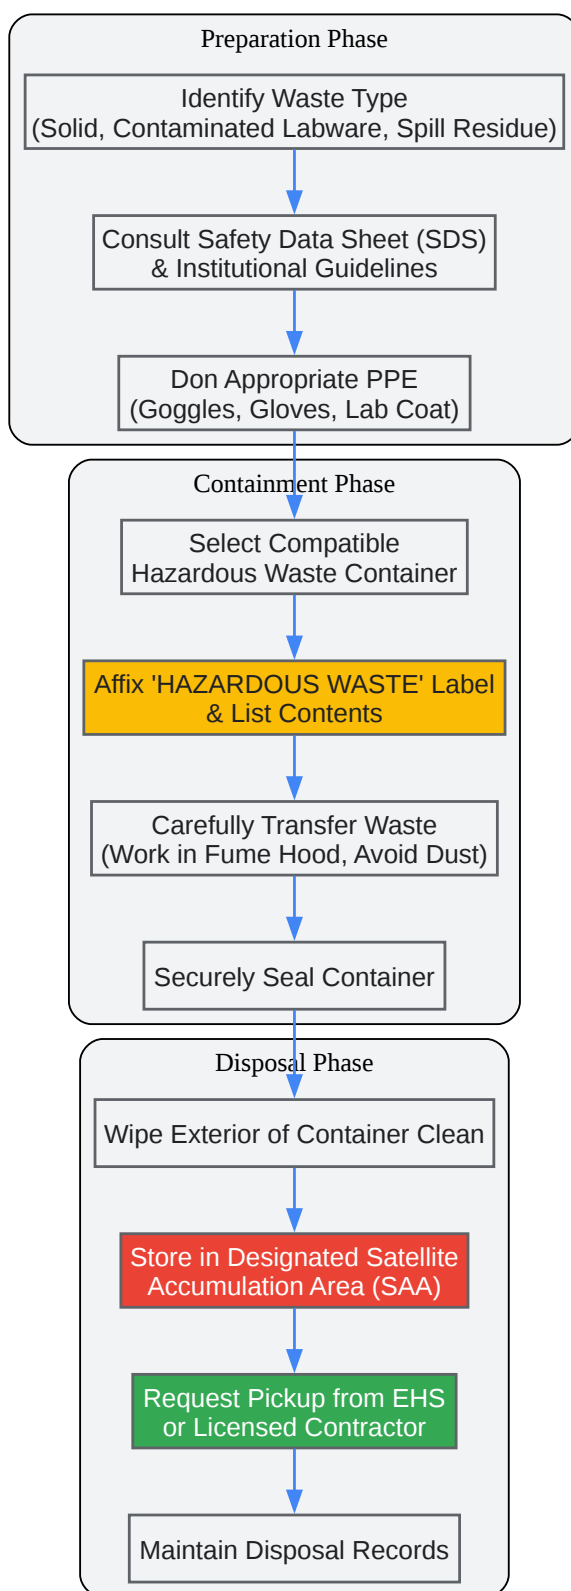 Preparation Phase
Identify Waste Type
(Solid, Contaminated Labware, Spill Residue)
Consult Safety Data Sheet (SDS)
& Institutional Guidelines
Don Appropriate PPE
(Goggles, Gloves, Lab Coat)
Containment Phase
Select Compatible
Hazardous Waste Container
Affix 'HAZARDOUS WASTE' Label
& List Contents
Carefully Transfer Waste
(Work in Fume Hood, Avoid Dust)
Securely Seal Container
Disposal Phase
Wipe Exterior of Container Clean
Store in Designated Satellite
Accumulation Area (SAA)
Request Pickup from EHS
or Licensed Contractor
Maintain Disposal Records